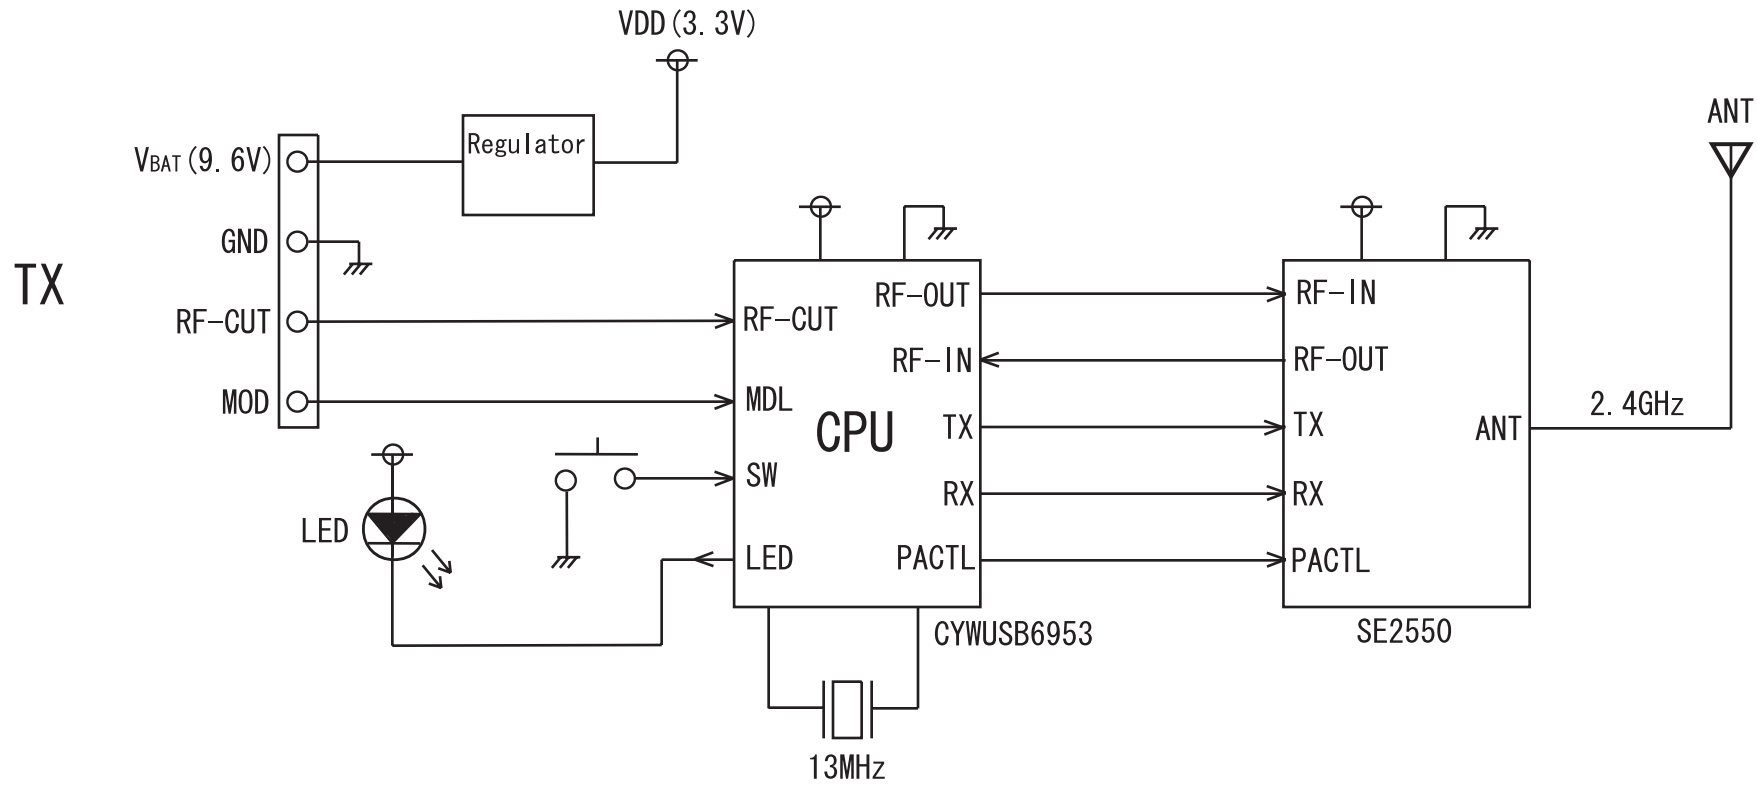 VDD(3.3V)
ANT
Regulator
VBAT(9.6V)
GND
TX
RF-CUT
MOD
RF-CUT
MDL
SW
LED
CPU
RF-OUT
RF-IN
TX
RX
PACTL
RF-IN
RF-OUT
TX
RX
PACTL
ANT
2.4GHz
LED
CYWUSB6953
SE2550
13MHz